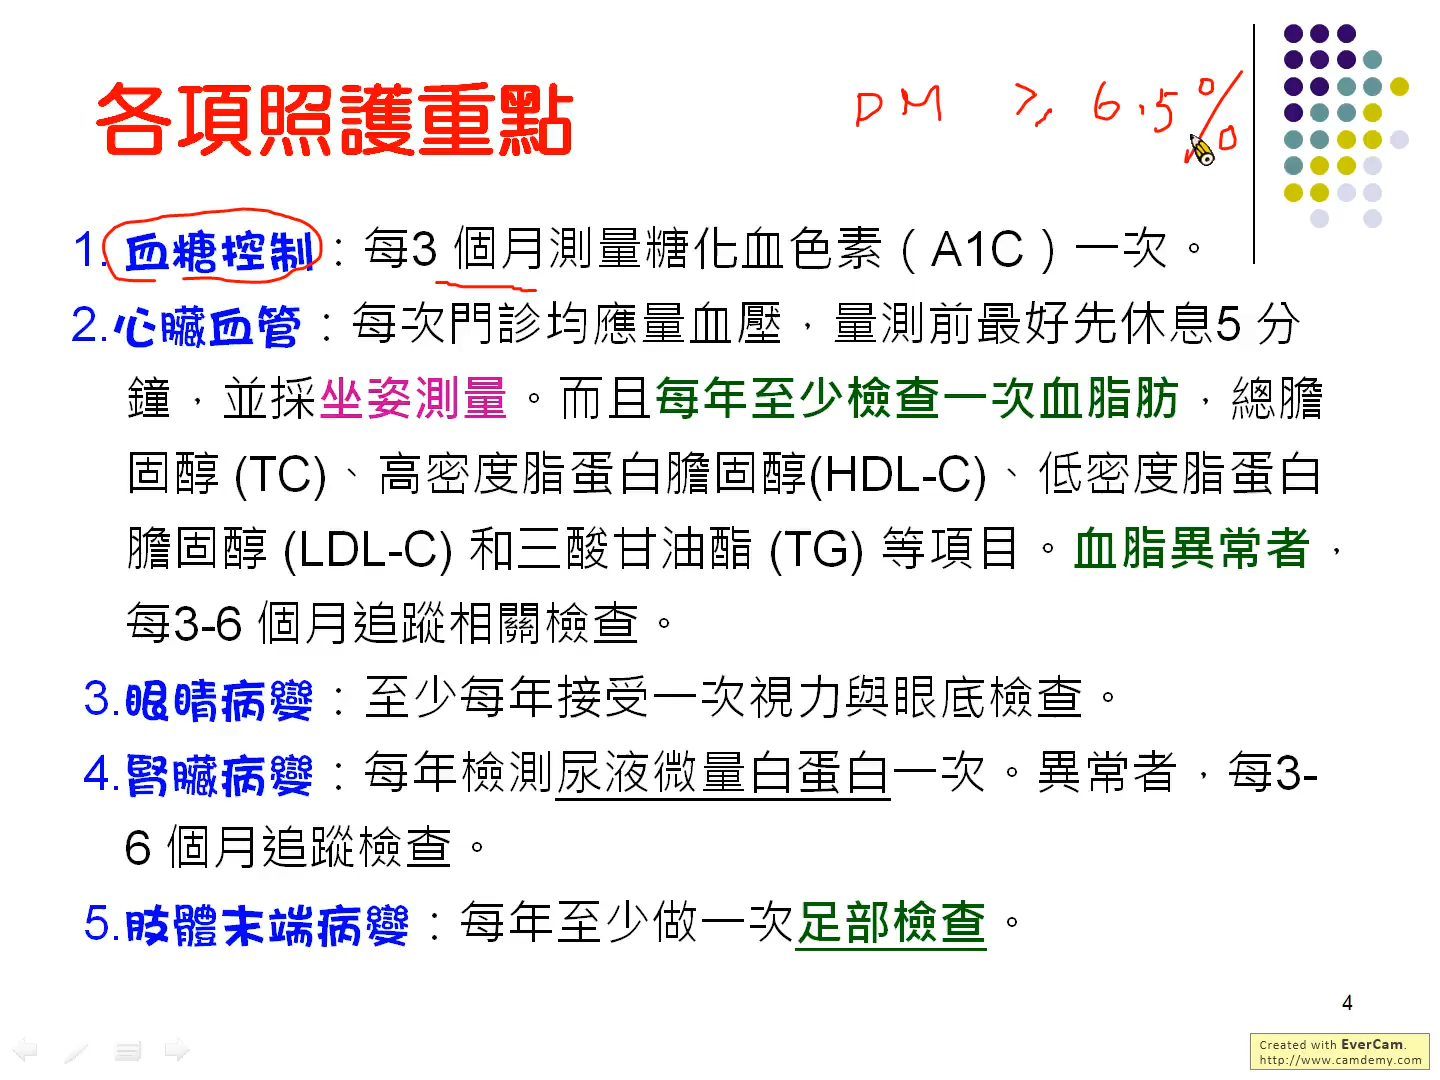 各項照護重點
DM ≥ 6.5%
1. 血糖控制：每3 個月測量糖化血色素（A1C）一次。
2.心臟血管：每次門診均應量血壓，量測前最好先休息5 分
鐘，並採坐姿測量。而且每年至少檢查一次血脂肪，總膽
固醇 (TC)、高密度脂蛋白膽固醇(HDL-C)、低密度脂蛋白
膽固醇 (LDL-C) 和三酸甘油酯 (TG) 等項目。血脂異常者，
每3-6 個月追蹤相關檢查。
3.眼睛病變：至少每年接受一次視力與眼底檢查。
4.腎臟病變：每年檢測尿液微量白蛋白一次。異常者，每3-
6 個月追蹤檢查。
5.肢體末端病變：每年至少做一次足部檢查。
4
Created with EverCam.
http://www.camdemy.com